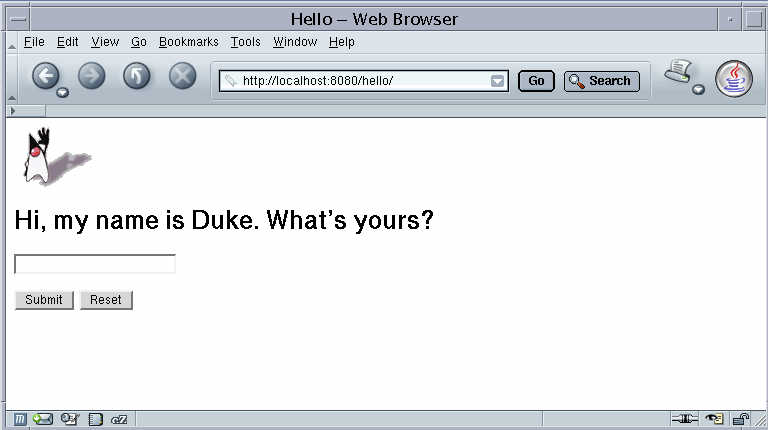 Hello – Web Browser
File Edit View Go Bookmarks Tools Window Help
http://localhost:8080/hello/ Go Search
Hi, my name is Duke. What's yours?
Submit Reset